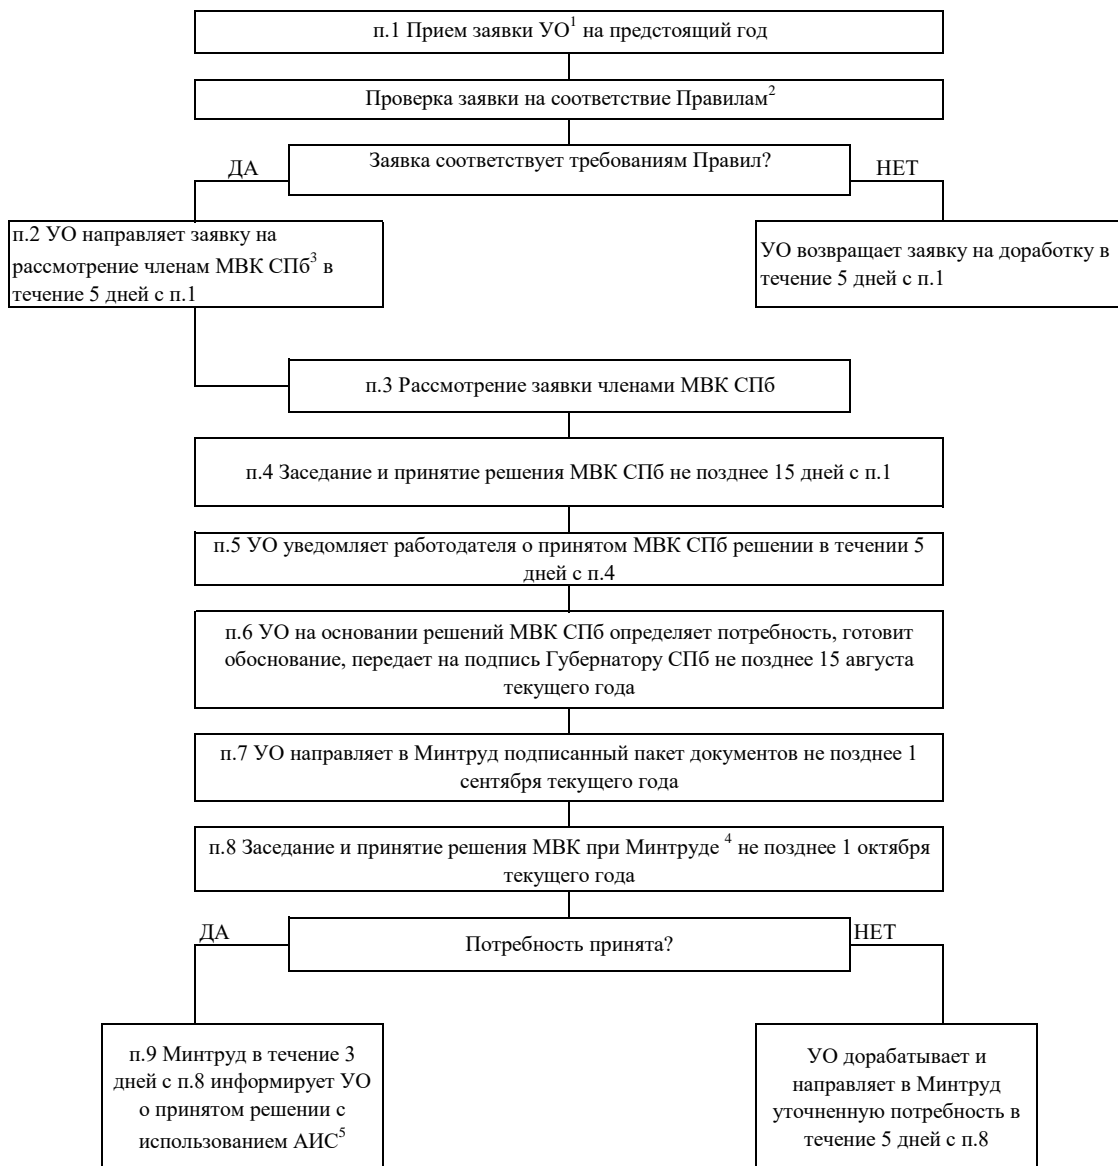 п.1 Прием заявки УО¹ на предстоящий год
Проверка заявки на соответствие Правилам²
Заявка соответствует требованиям Правил?
ДА
НЕТ
п.2 УО направляет заявку на
рассмотрение членам МВК СПб³ в
течение 5 дней с п.1
УО возвращает заявку на доработку в
течение 5 дней с п.1
п.3 Рассмотрение заявки членами МВК СПб
п.4 Заседание и принятие решения МВК СПб не позднее 15 дней с п.1
п.5 УО уведомляет работодателя о принятом МВК СПб решении в течении 5
дней с п.4
п.6 УО на основании решений МВК СПб определяет потребность, готовит
обоснование, передает на подпись Губернатору СПб не позднее 15 августа
текущего года
п.7 УО направляет в Минтруд подписанный пакет документов не позднее 1
сентября текущего года
п.8 Заседание и принятие решения МВК при Минтруде ⁴ не позднее 1 октября
текущего года
ДА
Потребность принята?
НЕТ
п.9 Минтруд в течение 3
дней с п.8 информирует УО
о принятом решении с
использованием АИС⁵
УО дорабатывает и
направляет в Минтруд
уточненную потребность в
течение 5 дней с п.8